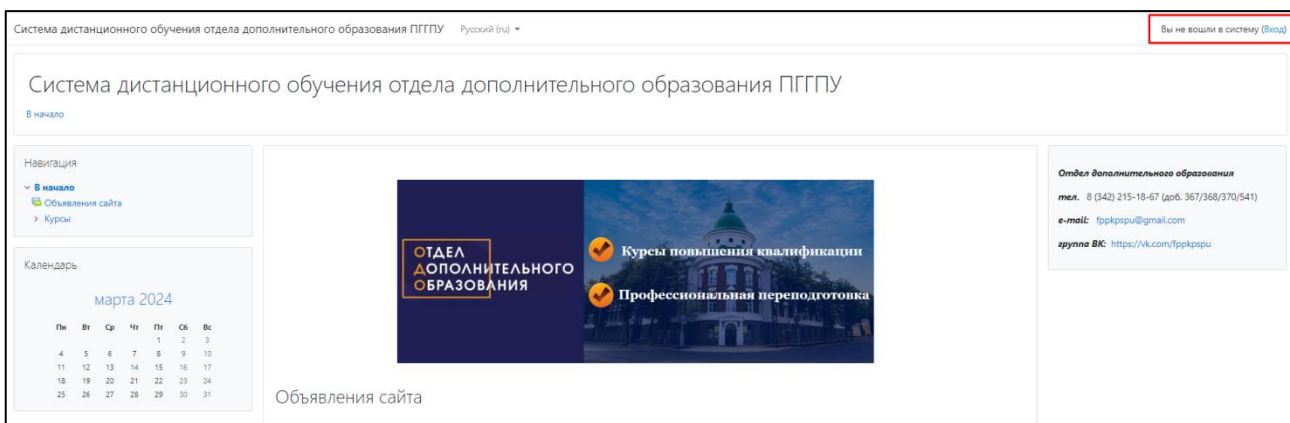 Система дистанционного обучения отдела дополнительного образования ПГГПУ Русский (ru)
Вы не вошли в систему (Вход)
Система дистанционного обучения отдела дополнительного образования ПГГПУ
В начало
Навигация
В начало
Объявления сайта
Курсы
Календарь
марта 2024
Пн Вт Ср Чт Пт Сб Вс
1 2 3
4 5 6 7 8 9 10
11 12 13 14 15 16 17
18 19 20 21 22 23 24
25 26 27 28 29 30 31
ОТДЕЛ
ДОПОЛНИТЕЛЬНОГО
ОБРАЗОВАНИЯ
Курсы повышения квалификации
Профессиональная переподготовка
Объявления сайта
Отдел дополнительного образования
тел. 8 (342) 215-18-67 (доб. 367/368/370/541)
e-mail: fppkpspu@gmail.com
группа ВК: https://vk.com/fppkpspu